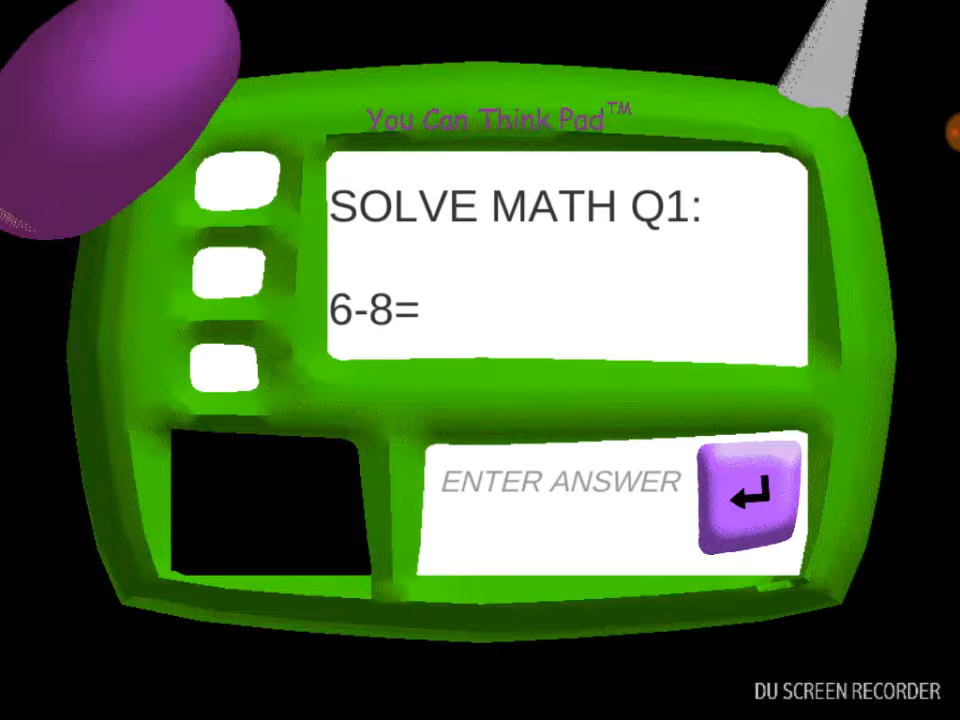 You Can Think Pad™
SOLVE MATH Q1:
6-8=
ENTER ANSWER
DU SCREEN RECORDER